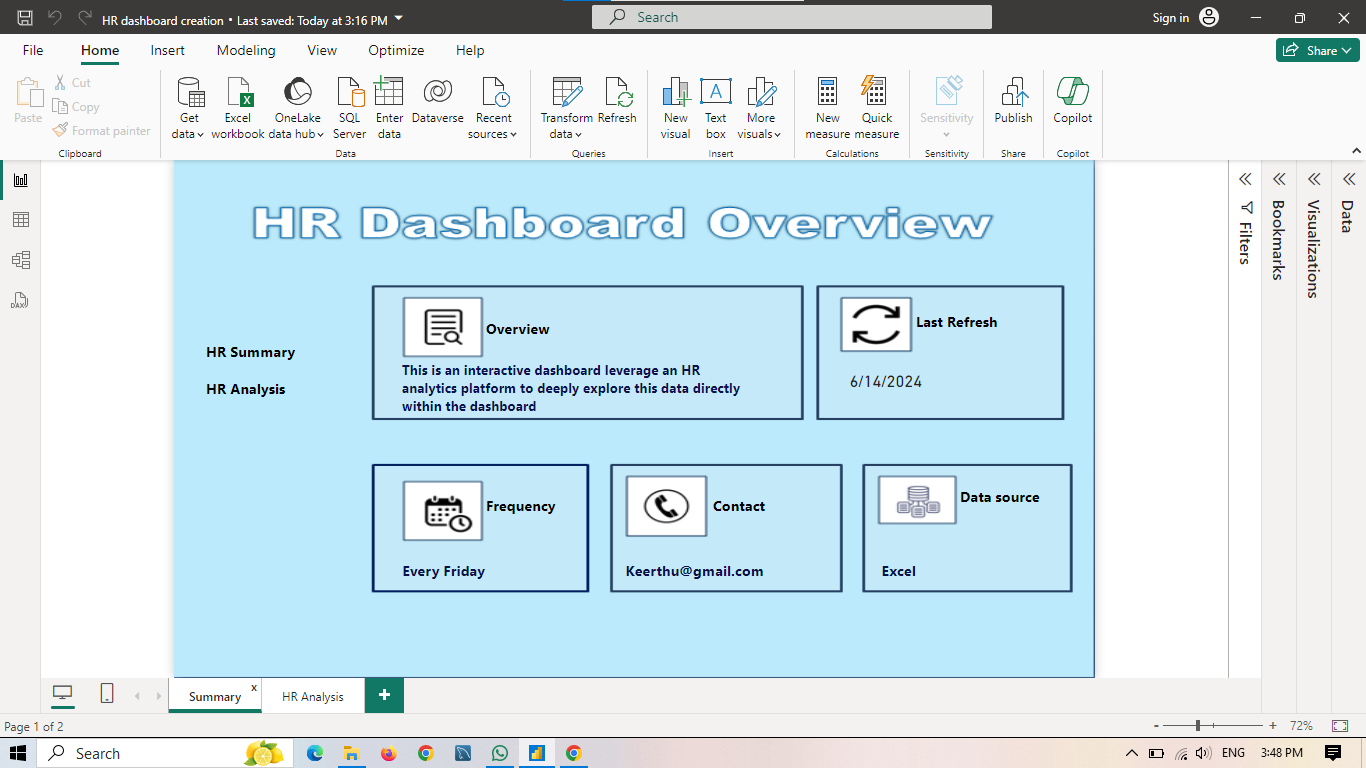 HR dashboard creation • Last saved: Today at 3:16 PM
Search
Sign in
File Home Insert Modeling View Optimize Help
Share
Paste
Cut
Copy
Format painter
Clipboard
Get data
Excel workbook
OneLake data hub
SQL Server
Enter data
Dataverse
Recent sources
Data
Transform data
Refresh
Queries
New visual
Text box
More visuals
Insert
New measure
Quick measure
Calculations
Sensitivity
Sensitivity
Publish
Share
Copilot
Copilot
DAX
HR Dashboard Overview
HR Summary
HR Analysis
Overview
This is an interactive dashboard leverage an HR
analytics platform to deeply explore this data directly
within the dashboard
Last Refresh
6/14/2024
Frequency
Every Friday
Contact
Keerthu@gmail.com
Data source
Excel
Filters
Bookmarks
Visualizations
Data
Summary x
HR Analysis
+
Page 1 of 2
- + 72%
Search
ENG
3:48 PM